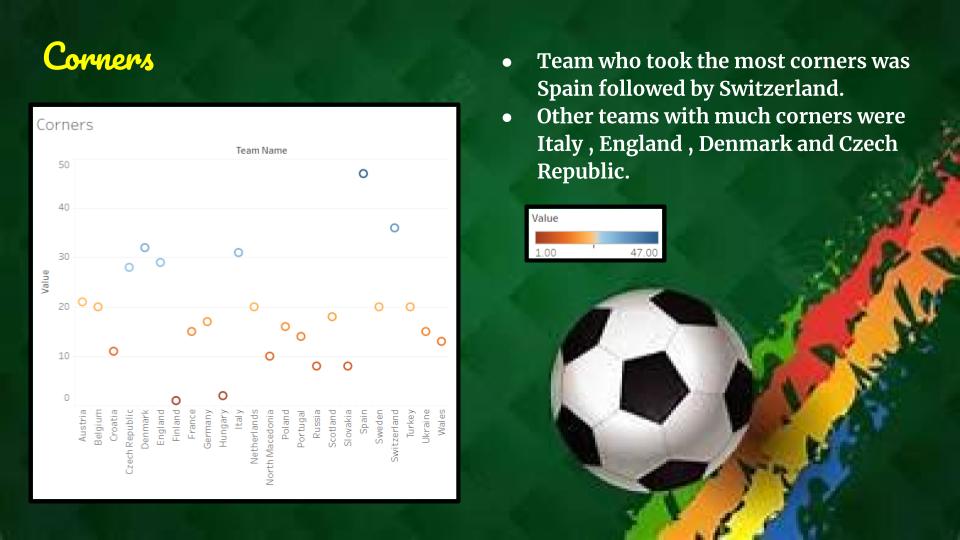 Corners
Team who took the most corners was
Spain followed by Switzerland.
Other teams with much corners were
Italy , England , Denmark and Czech
Republic.
Corners
Team Name
50
40
30
20
10
0
Value
Austria
Belgium
Croatia
Czech Republic
Denmark
England
Finland
France
Germany
Hungary
Italy
Netherlands
North Macedonia
Poland
Portugal
Russia
Scotland
Slovakia
Spain
Sweden
Switzerland
Turkey
Ukraine
Wales
Value
1.00 47.00